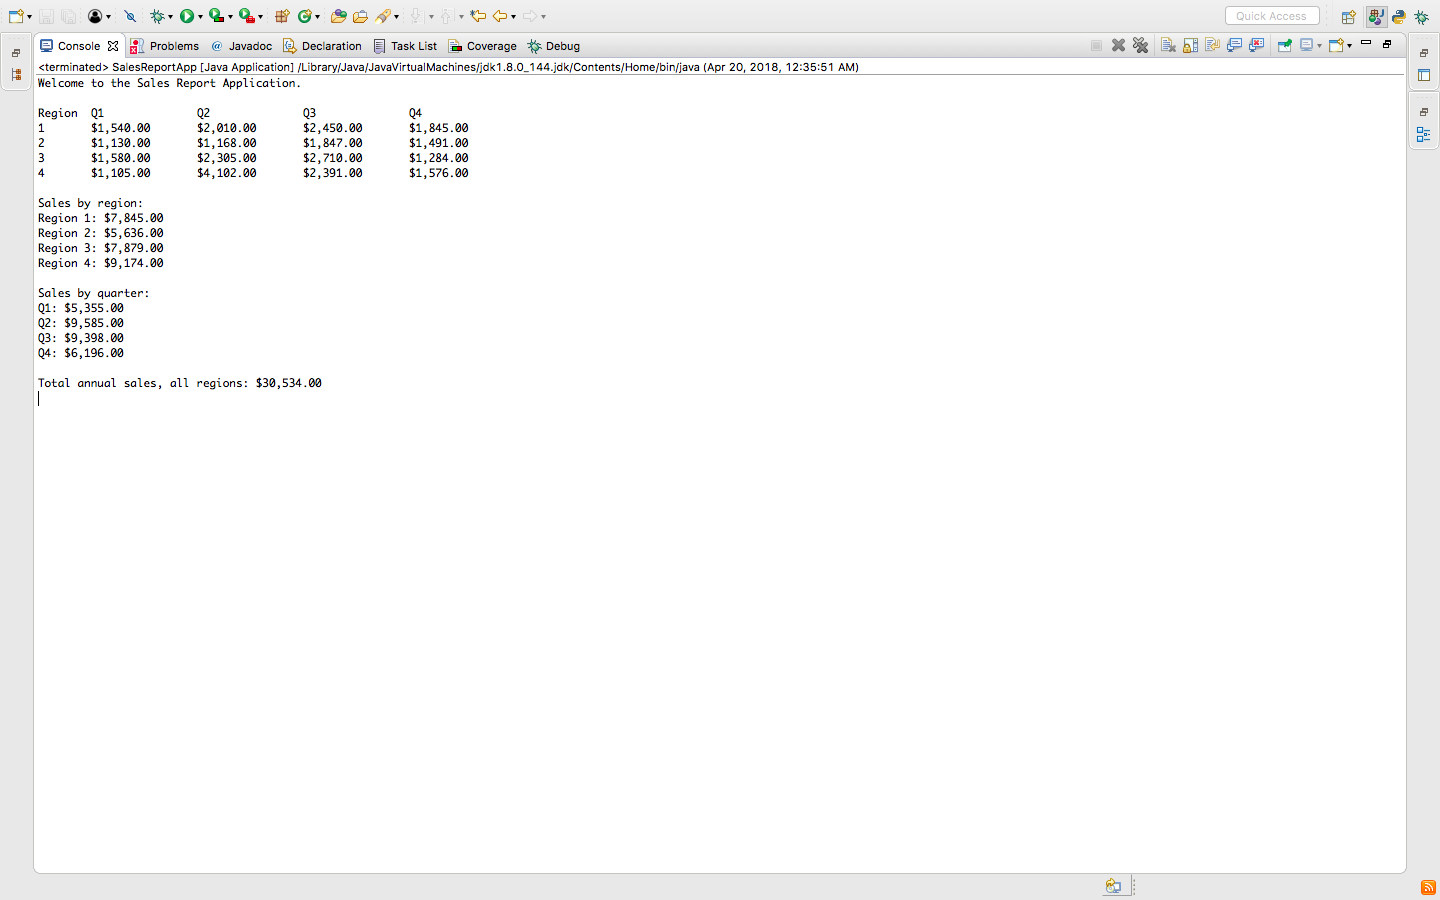 Quick Access
Console Problems @ Javadoc Declaration Task List Coverage Debug
<terminated> SalesReportApp [Java Application] /Library/Java/JavaVirtualMachines/jdk1.8.0_144.jdk/Contents/Home/bin/java (Apr 20, 2018, 12:35:51 AM)
Welcome to the Sales Report Application.
Region Q1 Q2 Q3 Q4
1 $1,540.00 $2,010.00 $2,450.00 $1,845.00
2 $1,130.00 $1,168.00 $1,847.00 $1,491.00
3 $1,580.00 $2,305.00 $2,710.00 $1,284.00
4 $1,105.00 $4,102.00 $2,391.00 $1,576.00
Sales by region:
Region 1: $7,845.00
Region 2: $5,636.00
Region 3: $7,879.00
Region 4: $9,174.00
Sales by quarter:
Q1: $5,355.00
Q2: $9,585.00
Q3: $9,398.00
Q4: $6,196.00
Total annual sales, all regions: $30,534.00